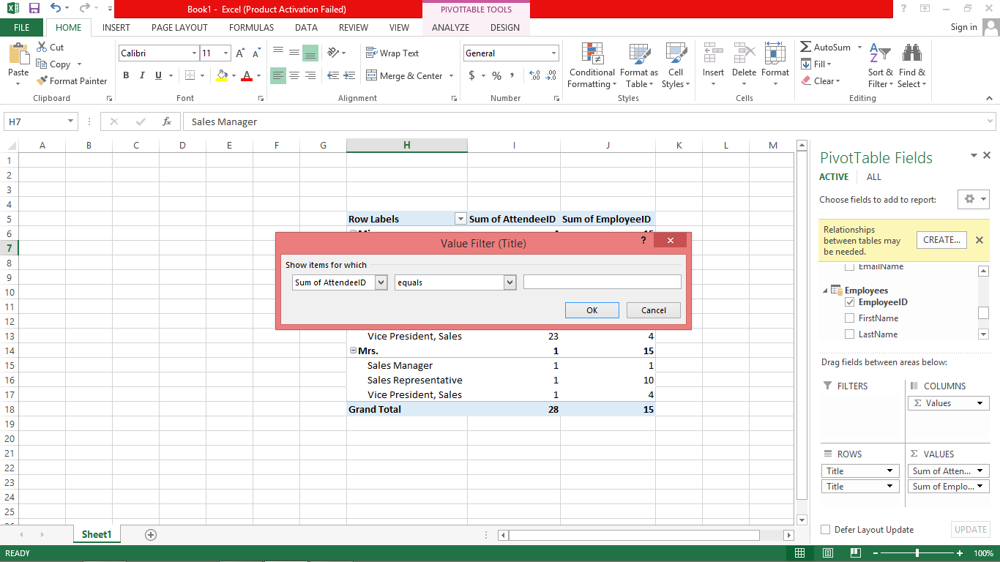 Book1 - Excel (Product Activation Failed)
PIVOTTABLE TOOLS
FILE HOME INSERT PAGE LAYOUT FORMULAS DATA REVIEW VIEW ANALYZE DESIGN Sign in
Paste
Cut
Copy
Format Painter
Clipboard
Calibri 11
B I U
Font
Wrap Text
Merge & Center
Alignment
General
$ % ,
Number
Conditional Formatting
Format as Table
Cell Styles
Styles
Insert Delete Format
Cells
AutoSum
Fill
Clear
Sort & Filter
Find & Select
Editing
H7 fx Sales Manager
A B C D E F G H I J K L M
1
2
3
4
5 Row Labels Sum of AttendeeID Sum of EmployeeID
6
7
8
9
10
11
12
13 Vice President, Sales 23 4
14 Mrs. 1 15
15 Sales Manager 1 1
16 Sales Representative 1 10
17 Vice President, Sales 1 4
18 Grand Total 28 15
19
20
21
22
23
24
25
Value Filter (Title) ?
Show items for which
Sum of AttendeeID equals
OK Cancel
PivotTable Fields
ACTIVE ALL
Choose fields to add to report:
Relationships
between tables may
be needed.
CREATE...
EmailName
Employees
EmployeeID
FirstName
LastName
Drag fields between areas below:
FILTERS
COLUMNS
Σ Values
ROWS
Title
Title
Σ VALUES
Sum of Atten...
Sum of Emplo...
Defer Layout Update UPDATE
Sheet1
READY 100%